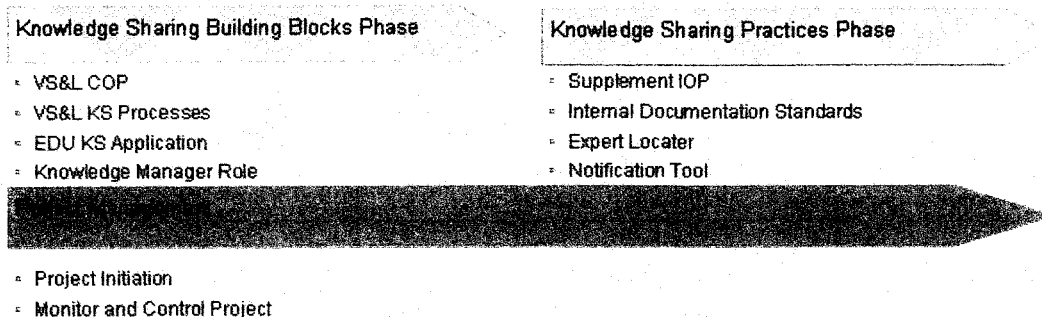 Knowledge Sharing Building Blocks Phase
VS&L COP
VS&L KS Processes
EDU KS Application
Knowledge Manager Role
Knowledge Sharing Practices Phase
Supplement IOP
Internal Documentation Standards
Expert Locater
Notification Tool
Project Initiation
Monitor and Control Project